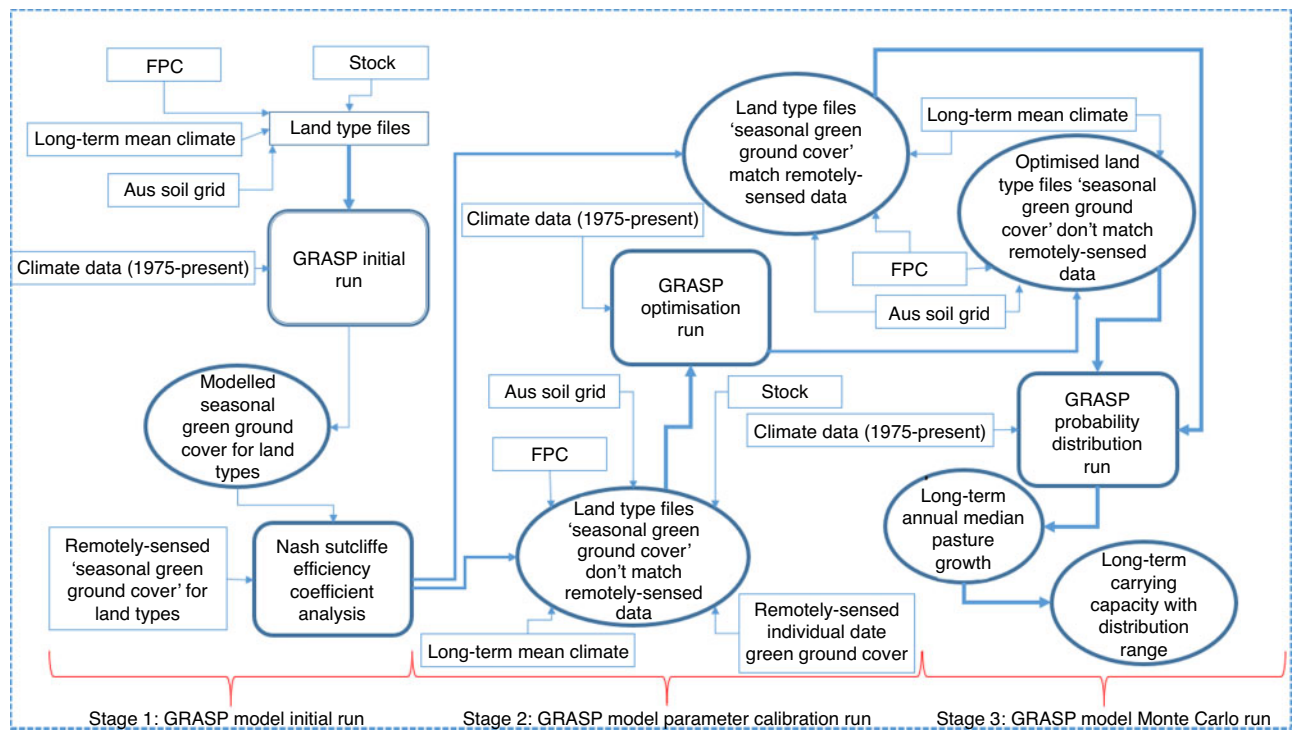 FPC
Stock
Long-term mean climate
Land type files
Aus soil grid
Climate data (1975-present)
GRASP initial
run
Modelled
seasonal
green ground
cover for land
types
Remotely-sensed
‘seasonal green
ground cover’ for
land types
Nash sutcliffe
efficiency
coefficient
analysis
Stage 1: GRASP model initial run
Land type files
‘seasonal green
ground cover’
match remotely-
sensed data
Long-term mean climate
Optimised land
type files ‘seasonal
green ground
cover’ don’t match
remotely-sensed
data
Climate data (1975-present)
GRASP
optimisation
run
FPC
Aus soil grid
Aus soil grid
Stock
FPC
Land type files
‘seasonal green
ground cover’
don’t match
remotely-sensed
data
Long-term mean climate
Remotely-sensed
individual date
green ground cover
Stage 2: GRASP model parameter calibration run
Climate data (1975-present)
GRASP
probability
distribution
run
Long-term
annual median
pasture
growth
Long-term
carrying
capacity with
distribution
range
Stage 3: GRASP model Monte Carlo run